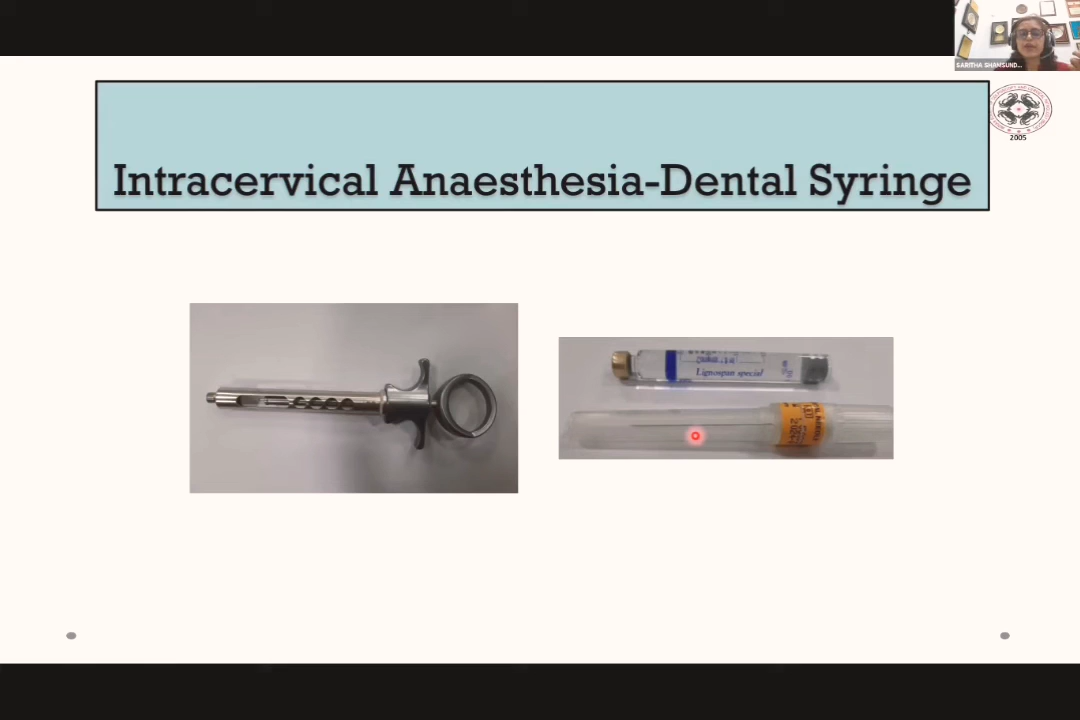 SARITHA SHAMSUND...
2005
Intracervical Anaesthesia-Dental Syringe
Lignospan special